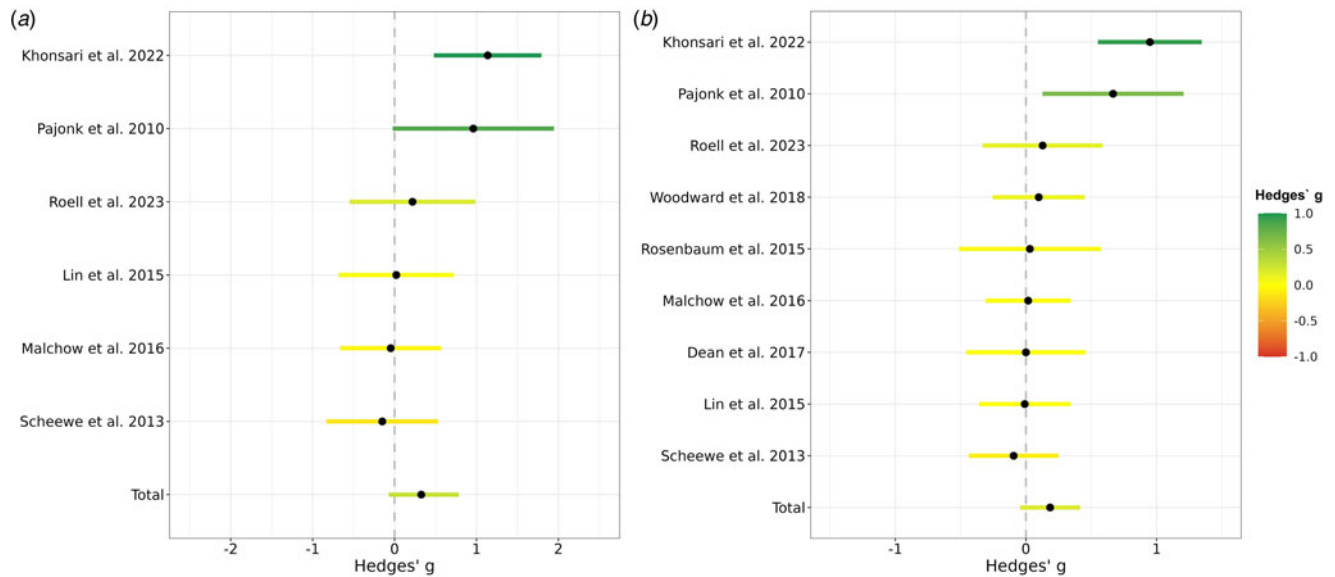 (a)
Khonsari et al. 2022
Pajonk et al. 2010
Roell et al. 2023
Lin et al. 2015
Malchow et al. 2016
Scheewe et al. 2013
Total
-2 -1 0 1 2
Hedges' g
(b)
Khonsari et al. 2022
Pajonk et al. 2010
Roell et al. 2023
Woodward et al. 2018
Rosenbaum et al. 2015
Malchow et al. 2016
Dean et al. 2017
Lin et al. 2015
Scheewe et al. 2013
Total
-1 0 1
Hedges' g
Hedges` g
1.0
0.5
0.0
-0.5
-1.0